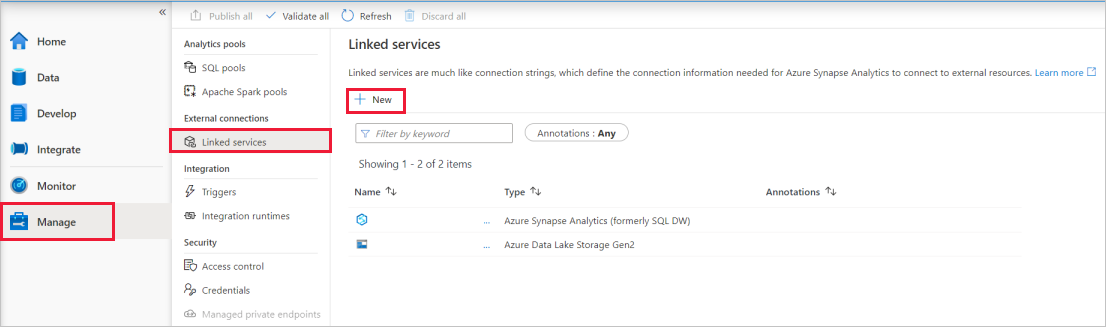 «
Home
Data
Develop
Integrate
Monitor
Manage
Publish all Validate all Refresh Discard all
Analytics pools
SQL pools
Apache Spark pools
External connections
Linked services
Integration
Triggers
Integration runtimes
Security
Access control
Credentials
Managed private endpoints
Linked services
Linked services are much like connection strings, which define the connection information needed for Azure Synapse Analytics to connect to external resources. Learn more
New
Filter by keyword Annotations : Any
Showing 1 - 2 of 2 items
Name Type Annotations
... Azure Synapse Analytics (formerly SQL DW)
... Azure Data Lake Storage Gen2